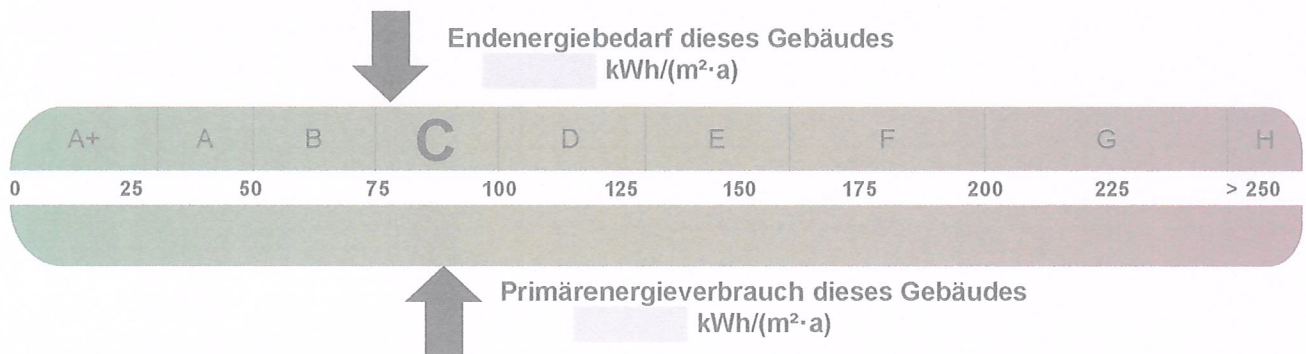 Endenergiebedarf dieses Gebäudes
kWh/(m²·a)
A+ A B C D E F G H
0 25 50 75 100 125 150 175 200 225 > 250
Primärenergieverbrauch dieses Gebäudes
kWh/(m²·a)